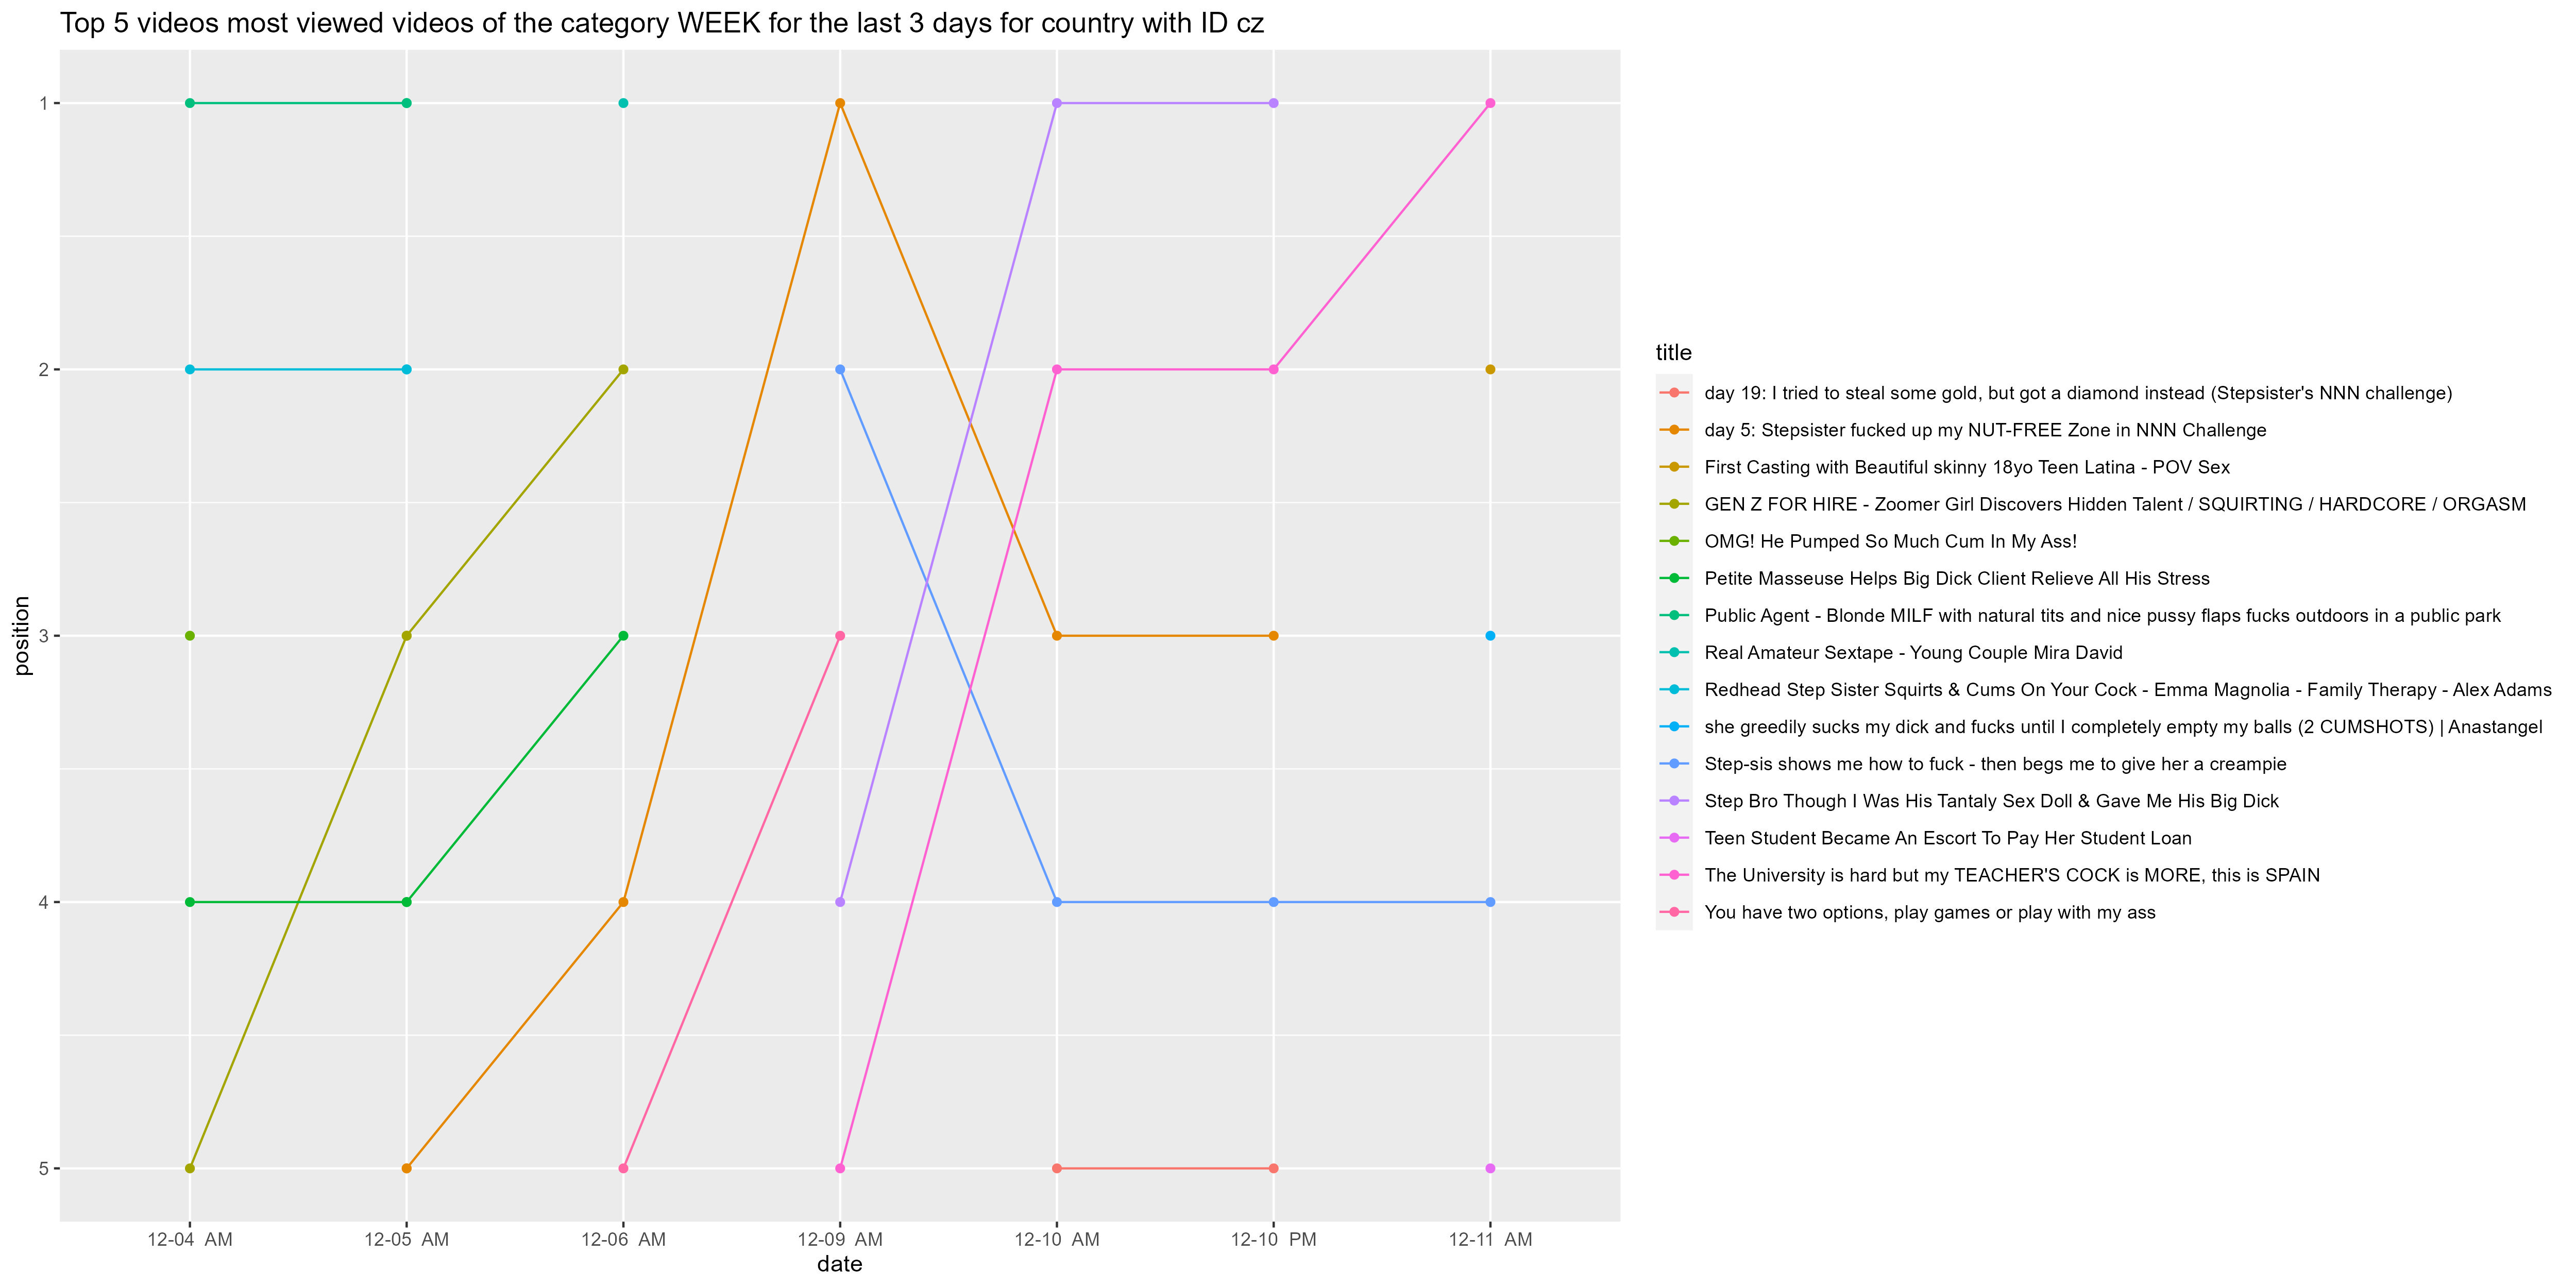 Top 5 videos most viewed videos of the category WEEK for the last 3 days for country with ID cz
position
1
2
3
4
5
12-04 AM
12-05 AM
12-06 AM
12-09 AM
12-10 AM
12-10 PM
12-11 AM
date
title
day 19: I tried to steal some gold, but got a diamond instead (Stepsister's NNN challenge)
day 5: Stepsister fucked up my NUT-FREE Zone in NNN Challenge
First Casting with Beautiful skinny 18yo Teen Latina - POV Sex
GEN Z FOR HIRE - Zoomer Girl Discovers Hidden Talent / SQUIRTING / HARDCORE / ORGASM
OMG! He Pumped So Much Cum In My Ass!
Petite Masseuse Helps Big Dick Client Relieve All His Stress
Public Agent - Blonde MILF with natural tits and nice pussy flaps fucks outdoors in a public park
Real Amateur Sextape - Young Couple Mira David
Redhead Step Sister Squirts & Cums On Your Cock - Emma Magnolia - Family Therapy - Alex Adams
she greedily sucks my dick and fucks until I completely empty my balls (2 CUMSHOTS) | Anastangel
Step-sis shows me how to fuck - then begs me to give her a creampie
Step Bro Though I Was His Tantaly Sex Doll & Gave Me His Big Dick
Teen Student Became An Escort To Pay Her Student Loan
The University is hard but my TEACHER'S COCK is MORE, this is SPAIN
You have two options, play games or play with my ass